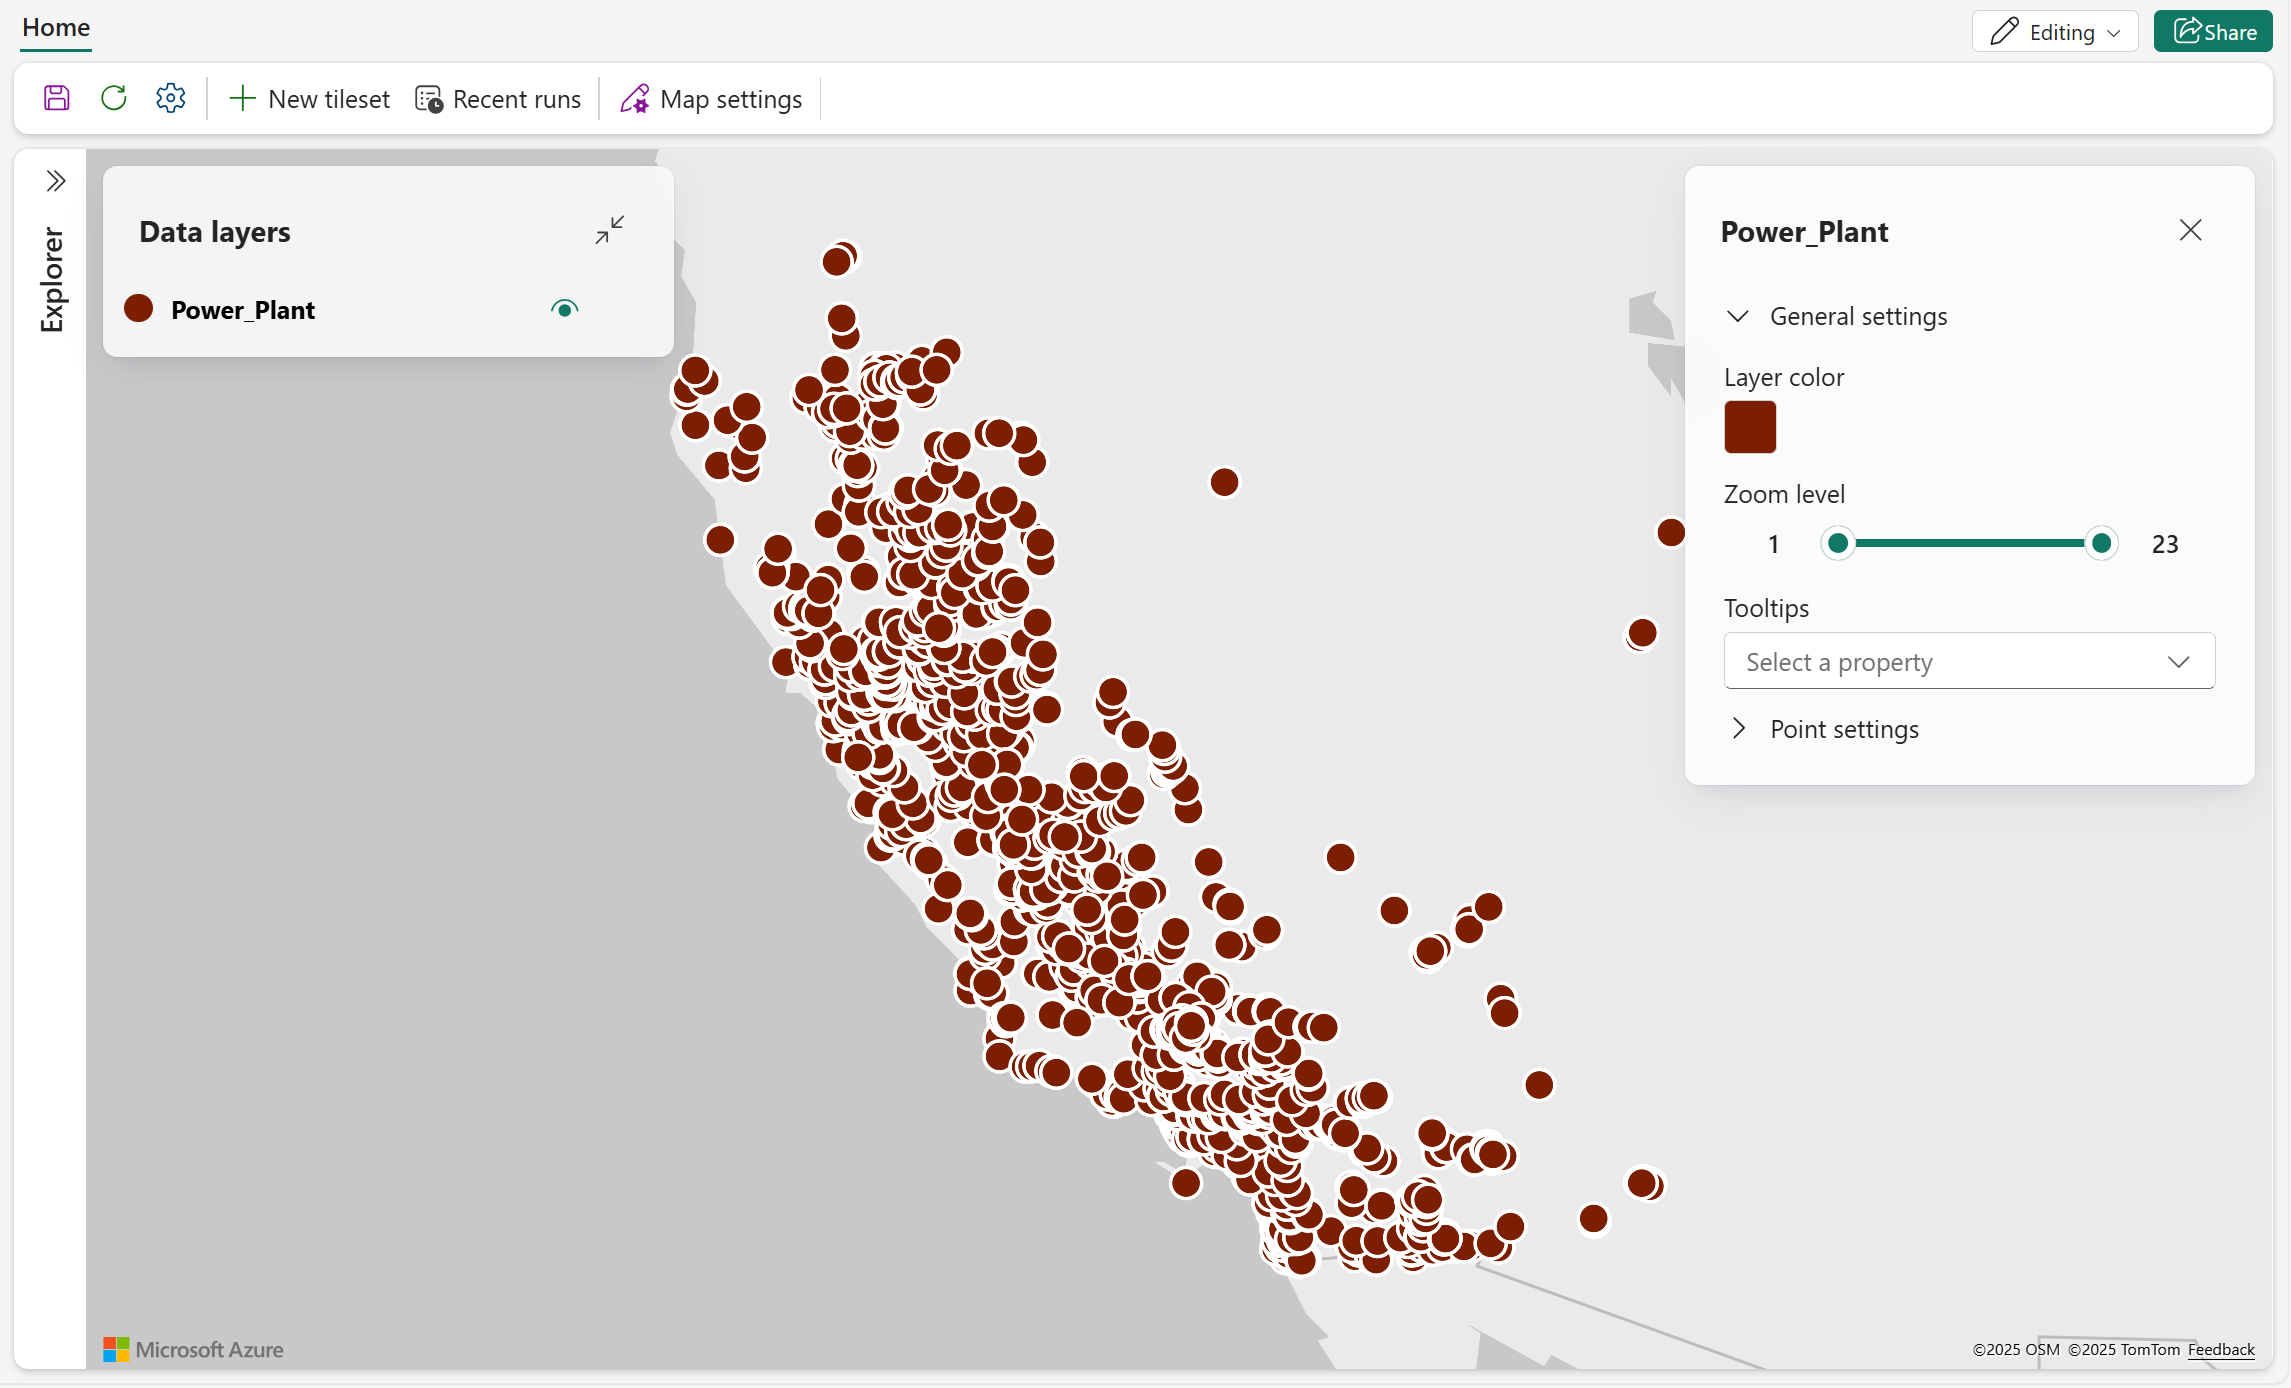 Home
Editing
Share
New tileset
Recent runs
Map settings
Explorer
Data layers
Power_Plant
Power_Plant
General settings
Layer color
Zoom level
1
23
Tooltips
Select a property
Point settings
Microsoft Azure
©2025 OSM ©2025 TomTom Feedback